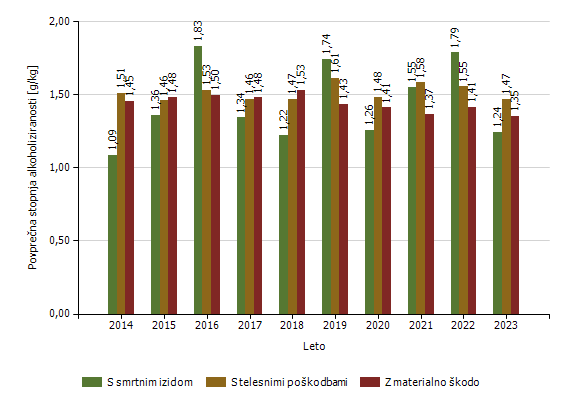 2,00
1,50
1,00
0,50
0,00
Povprečna stopnja alkoholiziranosti [g/kg]
1,09 1,51 1,45
1,36 1,46 1,48
1,83 1,53 1,50
1,34 1,46 1,48
1,22 1,47 1,53
1,74 1,61 1,43
1,26 1,48 1,41
1,55 1,58 1,37
1,79 1,55 1,41
1,24 1,47 1,35
2014 2015 2016 2017 2018 2019 2020 2021 2022 2023
Leto
S smrtnim izidom S telesnimi poškodbami Z materialno škodo